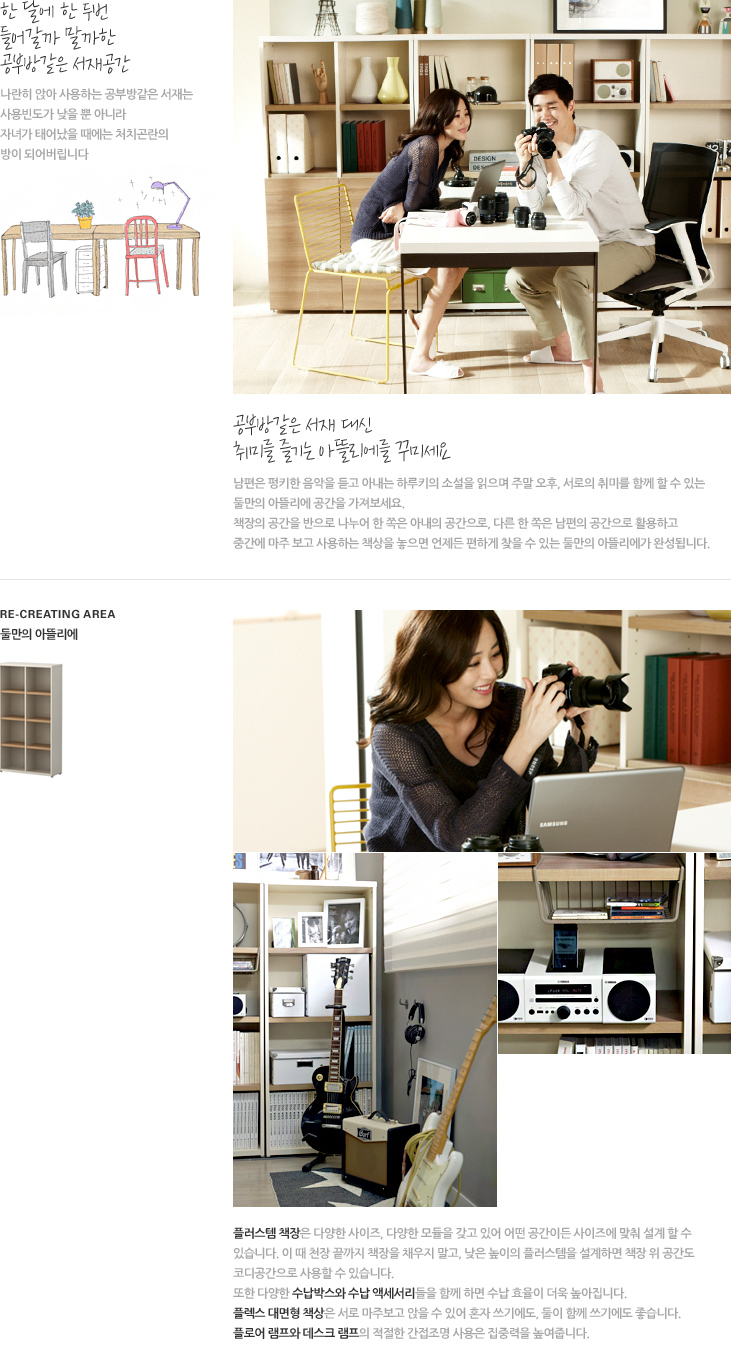 한 달에 한 두번
들어갈까 말까한
공부방같은 서재공간
나란히 앉아 사용하는 공부방같은 서재는
사용빈도가 낮을 뿐 아니라
자녀가 태어났을 때에는 처치곤란의
방이 되어버립니다
DESIGN
DESIGN
공부방같은 서재 대신
취미를 즐기는 아뜰리에를 꾸미세요
남편은 펑키한 음악을 듣고 아내는 하루키의 소설을 읽으며 주말 오후, 서로의 취미를 함께 할 수 있는
둘만의 아뜰리에 공간을 가져보세요.
책장의 공간을 반으로 나누어 한 쪽은 아내의 공간으로, 다른 한 쪽은 남편의 공간으로 활용하고
중간에 마주 보고 사용하는 책상을 놓으면 언제든 편하게 찾을 수 있는 둘만의 아뜰리에가 완성됩니다.
RE-CREATING AREA
둘만의 아뜰리에
SAMSUNG
플러스템 책장은 다양한 사이즈, 다양한 모듈을 갖고 있어 어떤 공간이든 사이즈에 맞춰 설계 할 수
있습니다. 이 때 천장 끝까지 책장을 채우지 말고, 낮은 높이의 플러스템을 설계하면 책장 위 공간도
코디공간으로 사용할 수 있습니다.
또한 다양한 수납박스와 수납 액세서리들을 함께 하면 수납 효율이 더욱 높아집니다.
플렉스 대면형 책상은 서로 마주보고 앉을 수 있어 혼자 쓰기에도, 둘이 함께 쓰기에도 좋습니다.
플로어 램프와 데스크 램프의 적절한 간접조명 사용은 집중력을 높여줍니다.